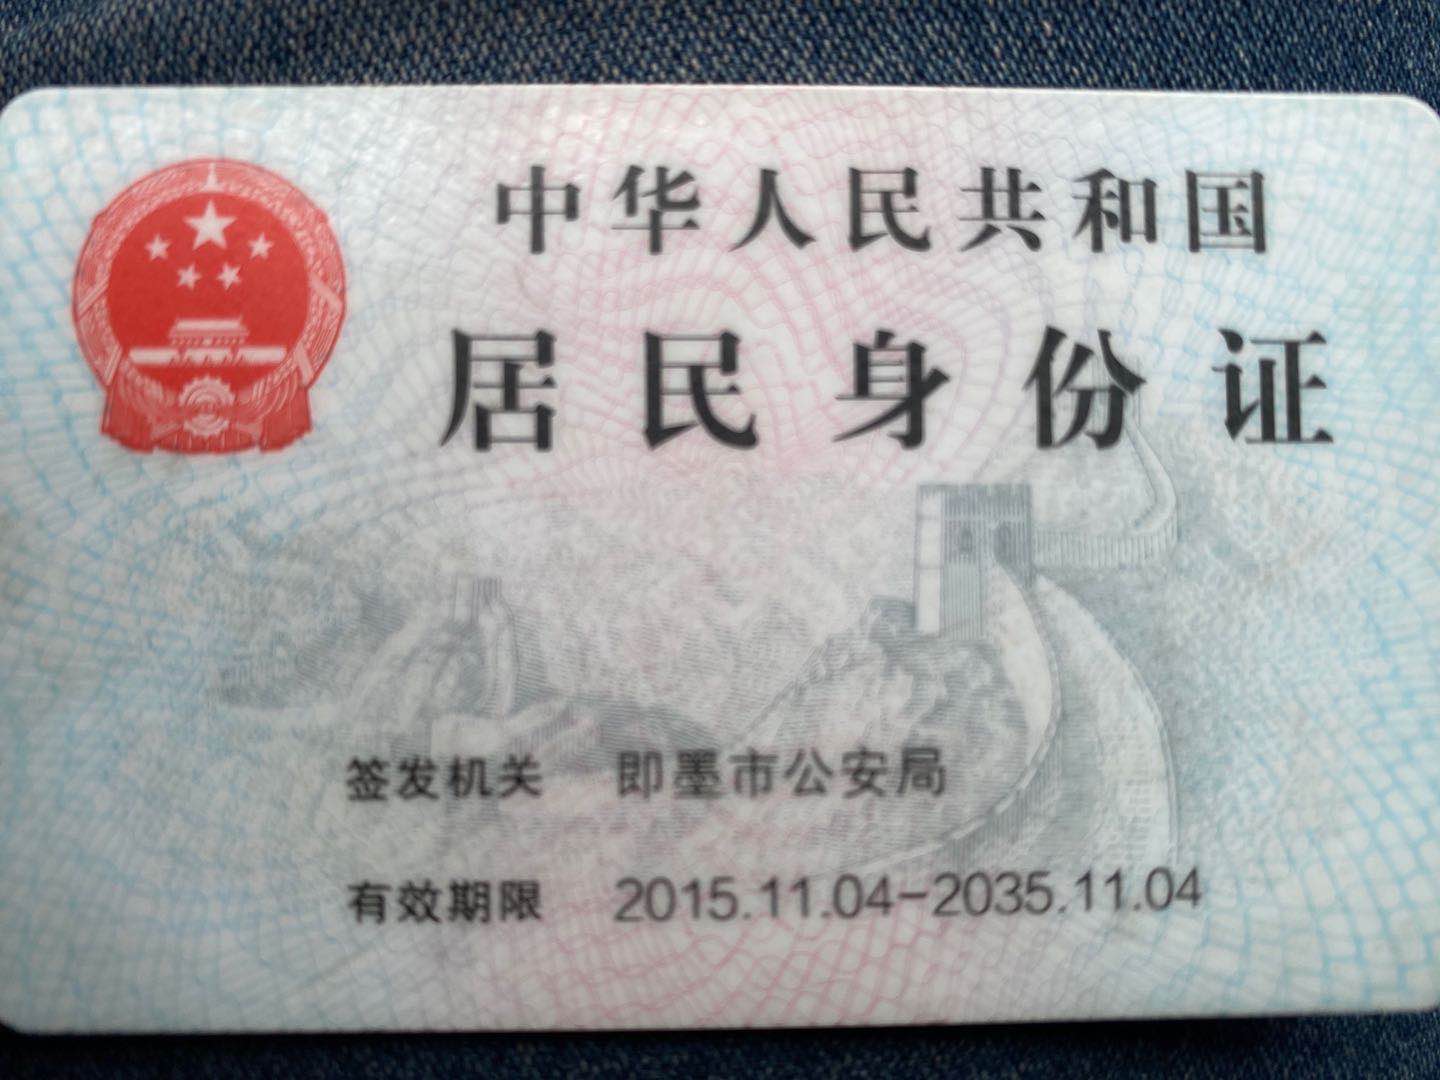 中华人民共和国
居民身份证
签发机关 即墨市公安局
有效期限 2015.11.04-2035.11.04